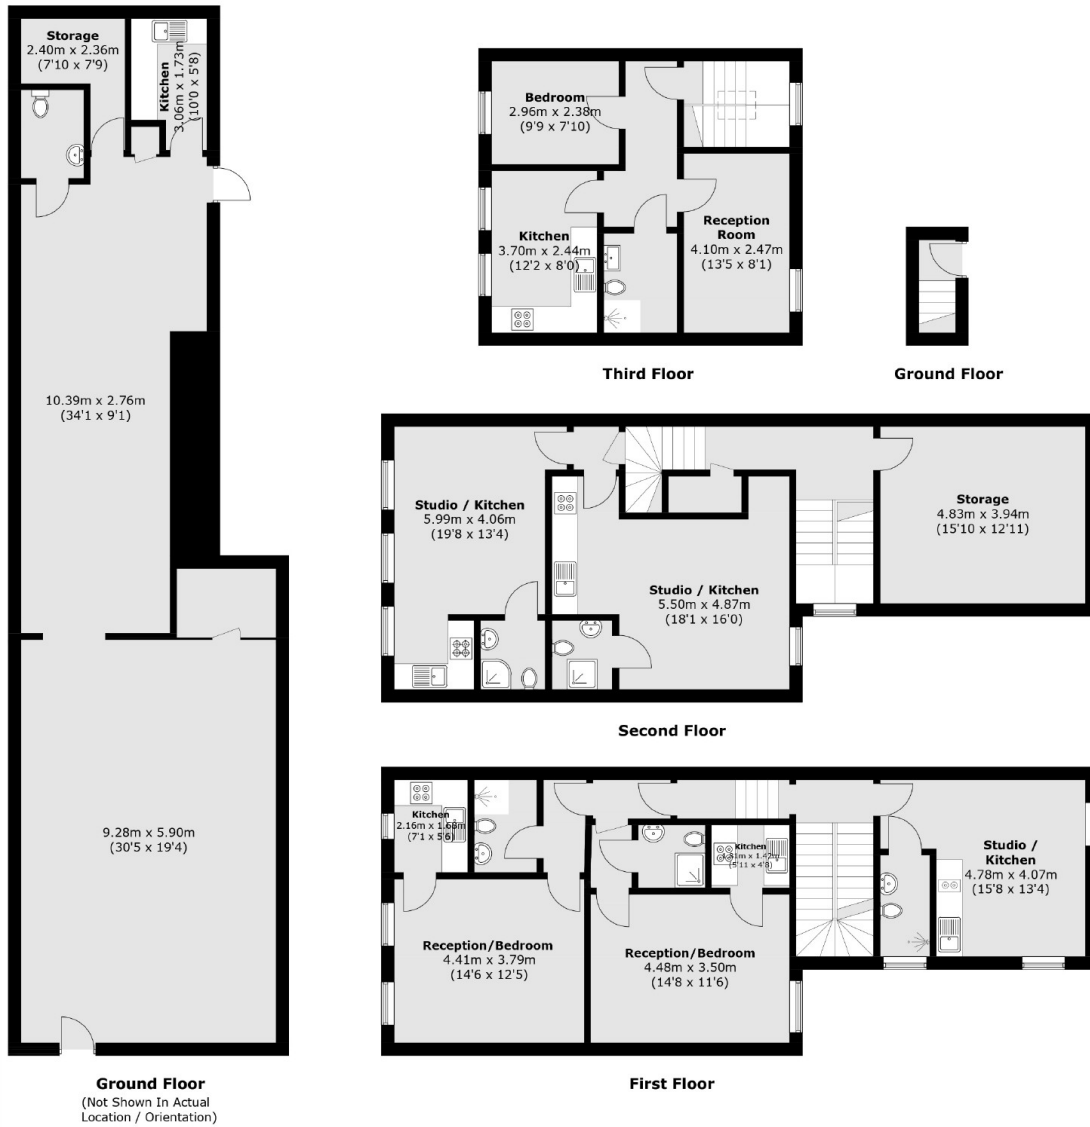 Storage
2.40m x 2.36m
(7'10 x 7'9)
Kitchen
3.06m x 1.73m
(10'0 x 5'8)
10.39m x 2.76m
(34'1 x 9'1)
9.28m x 5.90m
(30'5 x 19'4)
Ground Floor
(Not Shown In Actual
Location / Orientation)
Bedroom
2.96m x 2.38m
(9'9 x 7'10)
Kitchen
3.70m x 2.44m
(12'2 x 8'0)
Reception
Room
4.10m x 2.47m
(13'5 x 8'1)
Third Floor
Ground Floor
Studio / Kitchen
5.99m x 4.06m
(19'8 x 13'4)
Studio / Kitchen
5.50m x 4.87m
(18'1 x 16'0)
Storage
4.83m x 3.94m
(15'10 x 12'11)
Second Floor
Kitchen
2.16m x 1.68m
(7'1 x 5'6)
Kitchen
x 1.42m
(5'11 x 4'8)
Studio /
Kitchen
4.78m x 4.07m
(15'8 x 13'4)
Reception/Bedroom
4.41m x 3.79m
(14'6 x 12'5)
Reception/Bedroom
4.48m x 3.50m
(14'8 x 11'6)
First Floor